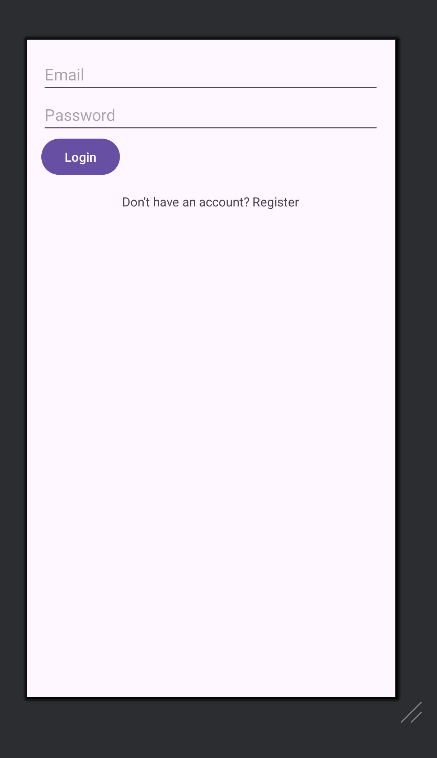 Email
Password
Login
Don't have an account? Register